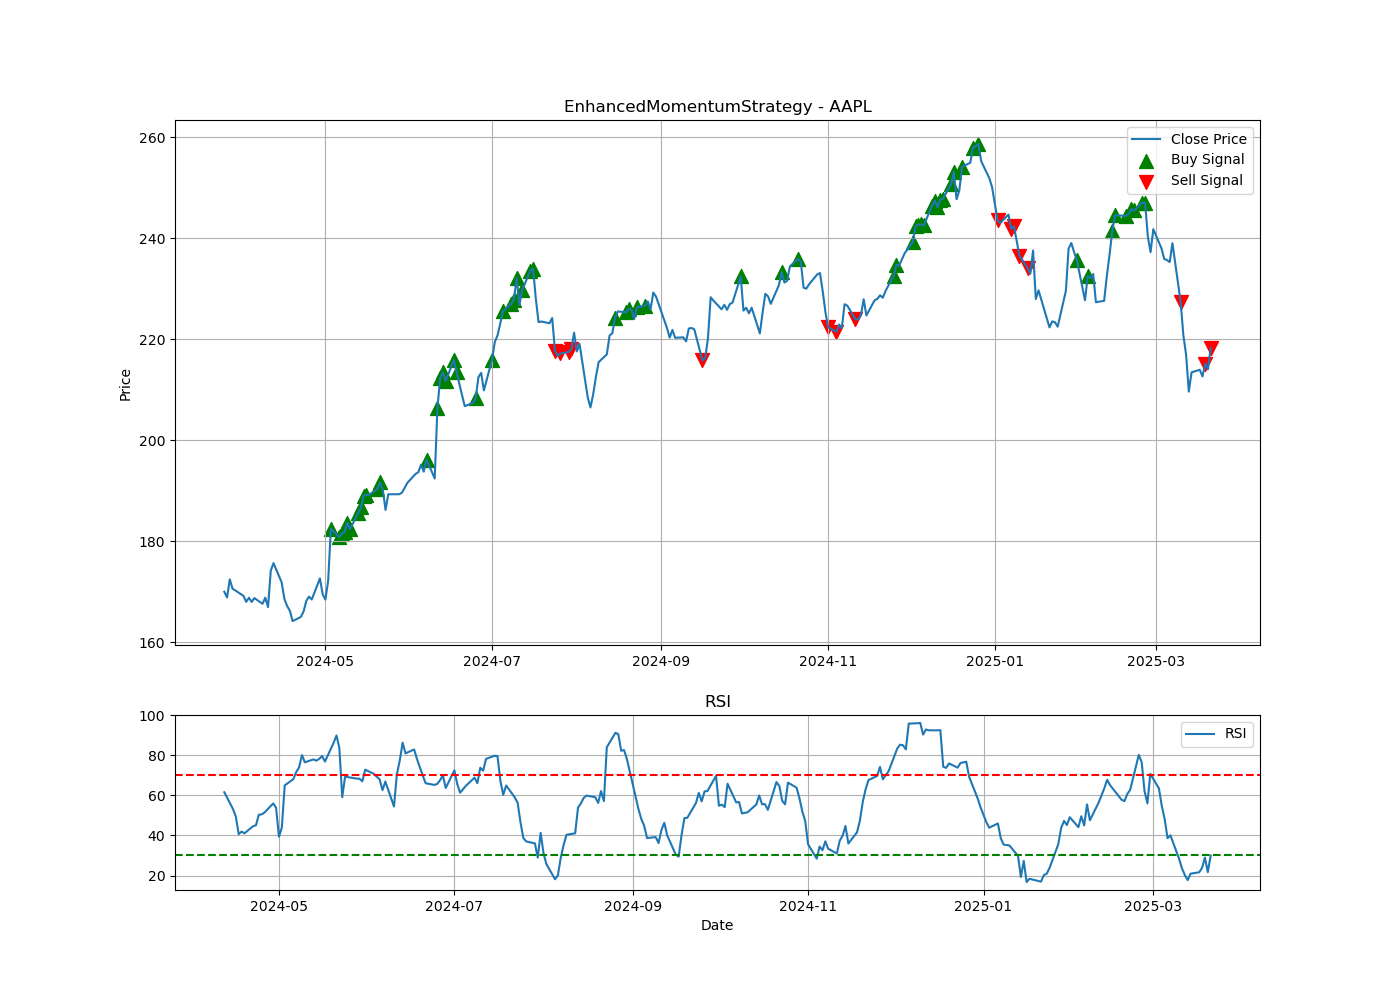 EnhancedMomentumStrategy - AAPL
Close Price
Buy Signal
Sell Signal
Price
260
240
220
200
180
160
2024-05 2024-07 2024-09 2024-11 2025-01 2025-03
RSI
RSI
100
80
60
40
20
2024-05 2024-07 2024-09 2024-11 2025-01 2025-03
Date